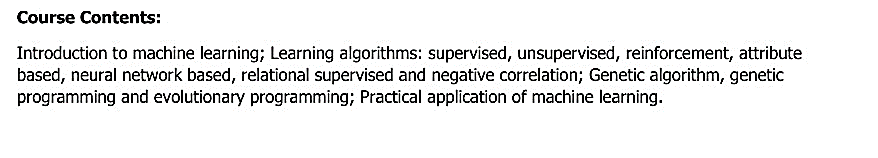 Course Contents:
Introduction to machine learning; Learning algorithms: supervised, unsupervised, reinforcement, attribute
based, neural network based, relational supervised and negative correlation; Genetic algorithm, genetic
programming and evolutionary programming; Practical application of machine learning.